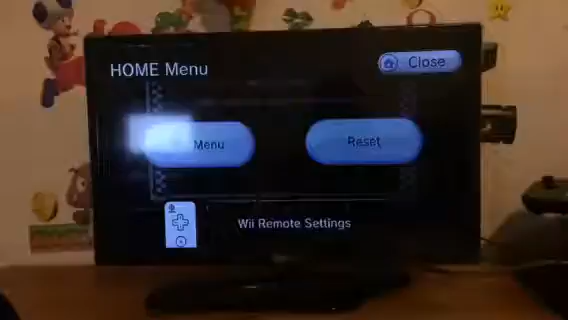 HOME Menu
Close
Menu
Reset
Wii Remote Settings